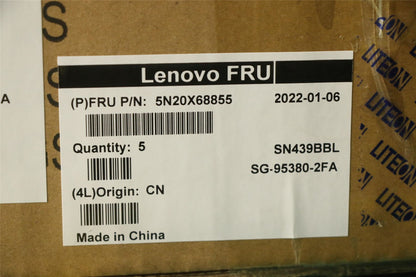 S
S
A
Lenovo FRU
(P)FRU P/N: 5N20X68855 2022-01-06
Quantity: 5 SN439BBL
SG-95380-2FA
(4L)Origin: CN
Made in China
LITEON
LITEON
LITEON
LITEON
LITEON